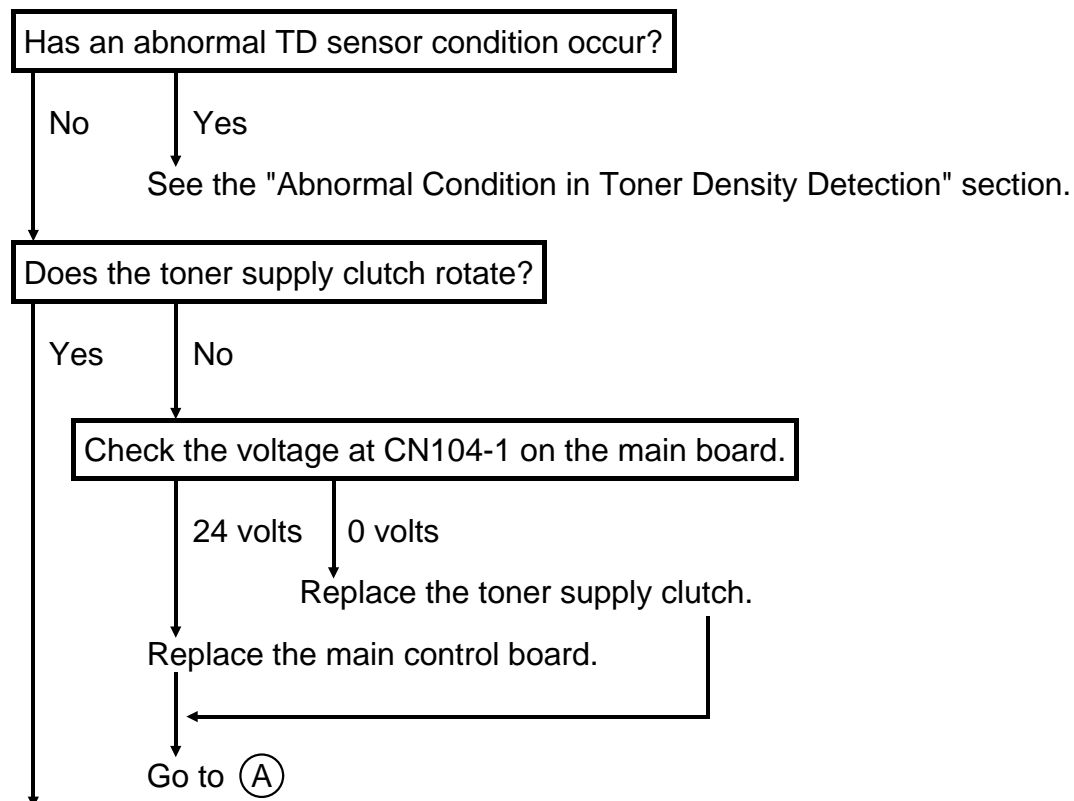 Has an abnormal TD sensor condition occur?
No
Yes
See the "Abnormal Condition in Toner Density Detection" section.
Does the toner supply clutch rotate?
Yes
No
Check the voltage at CN104-1 on the main board.
24 volts
0 volts
Replace the toner supply clutch.
Replace the main control board.
Go to A